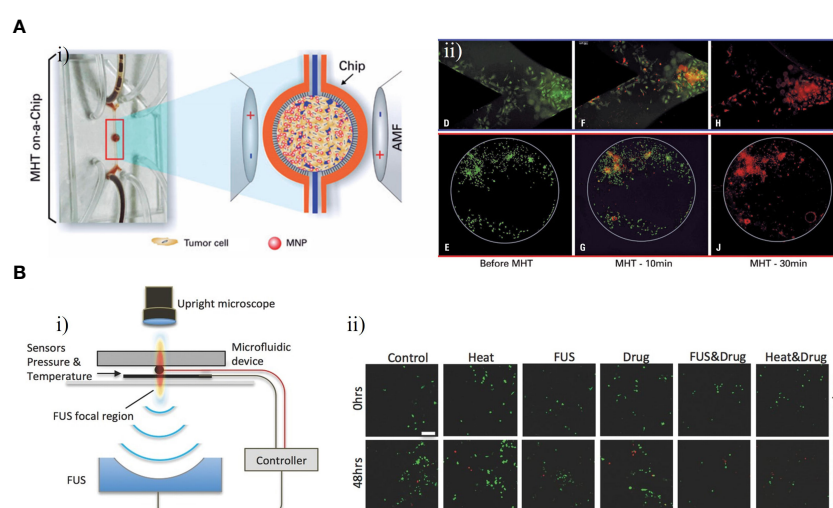 A
i)
MHT on-a-Chip
Chip
+
-
-
+
AMF
Tumor cell
MNP
ii)
D
F
H
E
G
J
Before MHT
MHT - 10min
MHT - 30min
B
i)
Upright microscope
Sensors
Pressure &
Temperature
Microfluidic
device
FUS focal region
Controller
FUS
ii)
Control
Heat
FUS
Drug
FUS&Drug
Heat&Drug
0hrs
48hrs